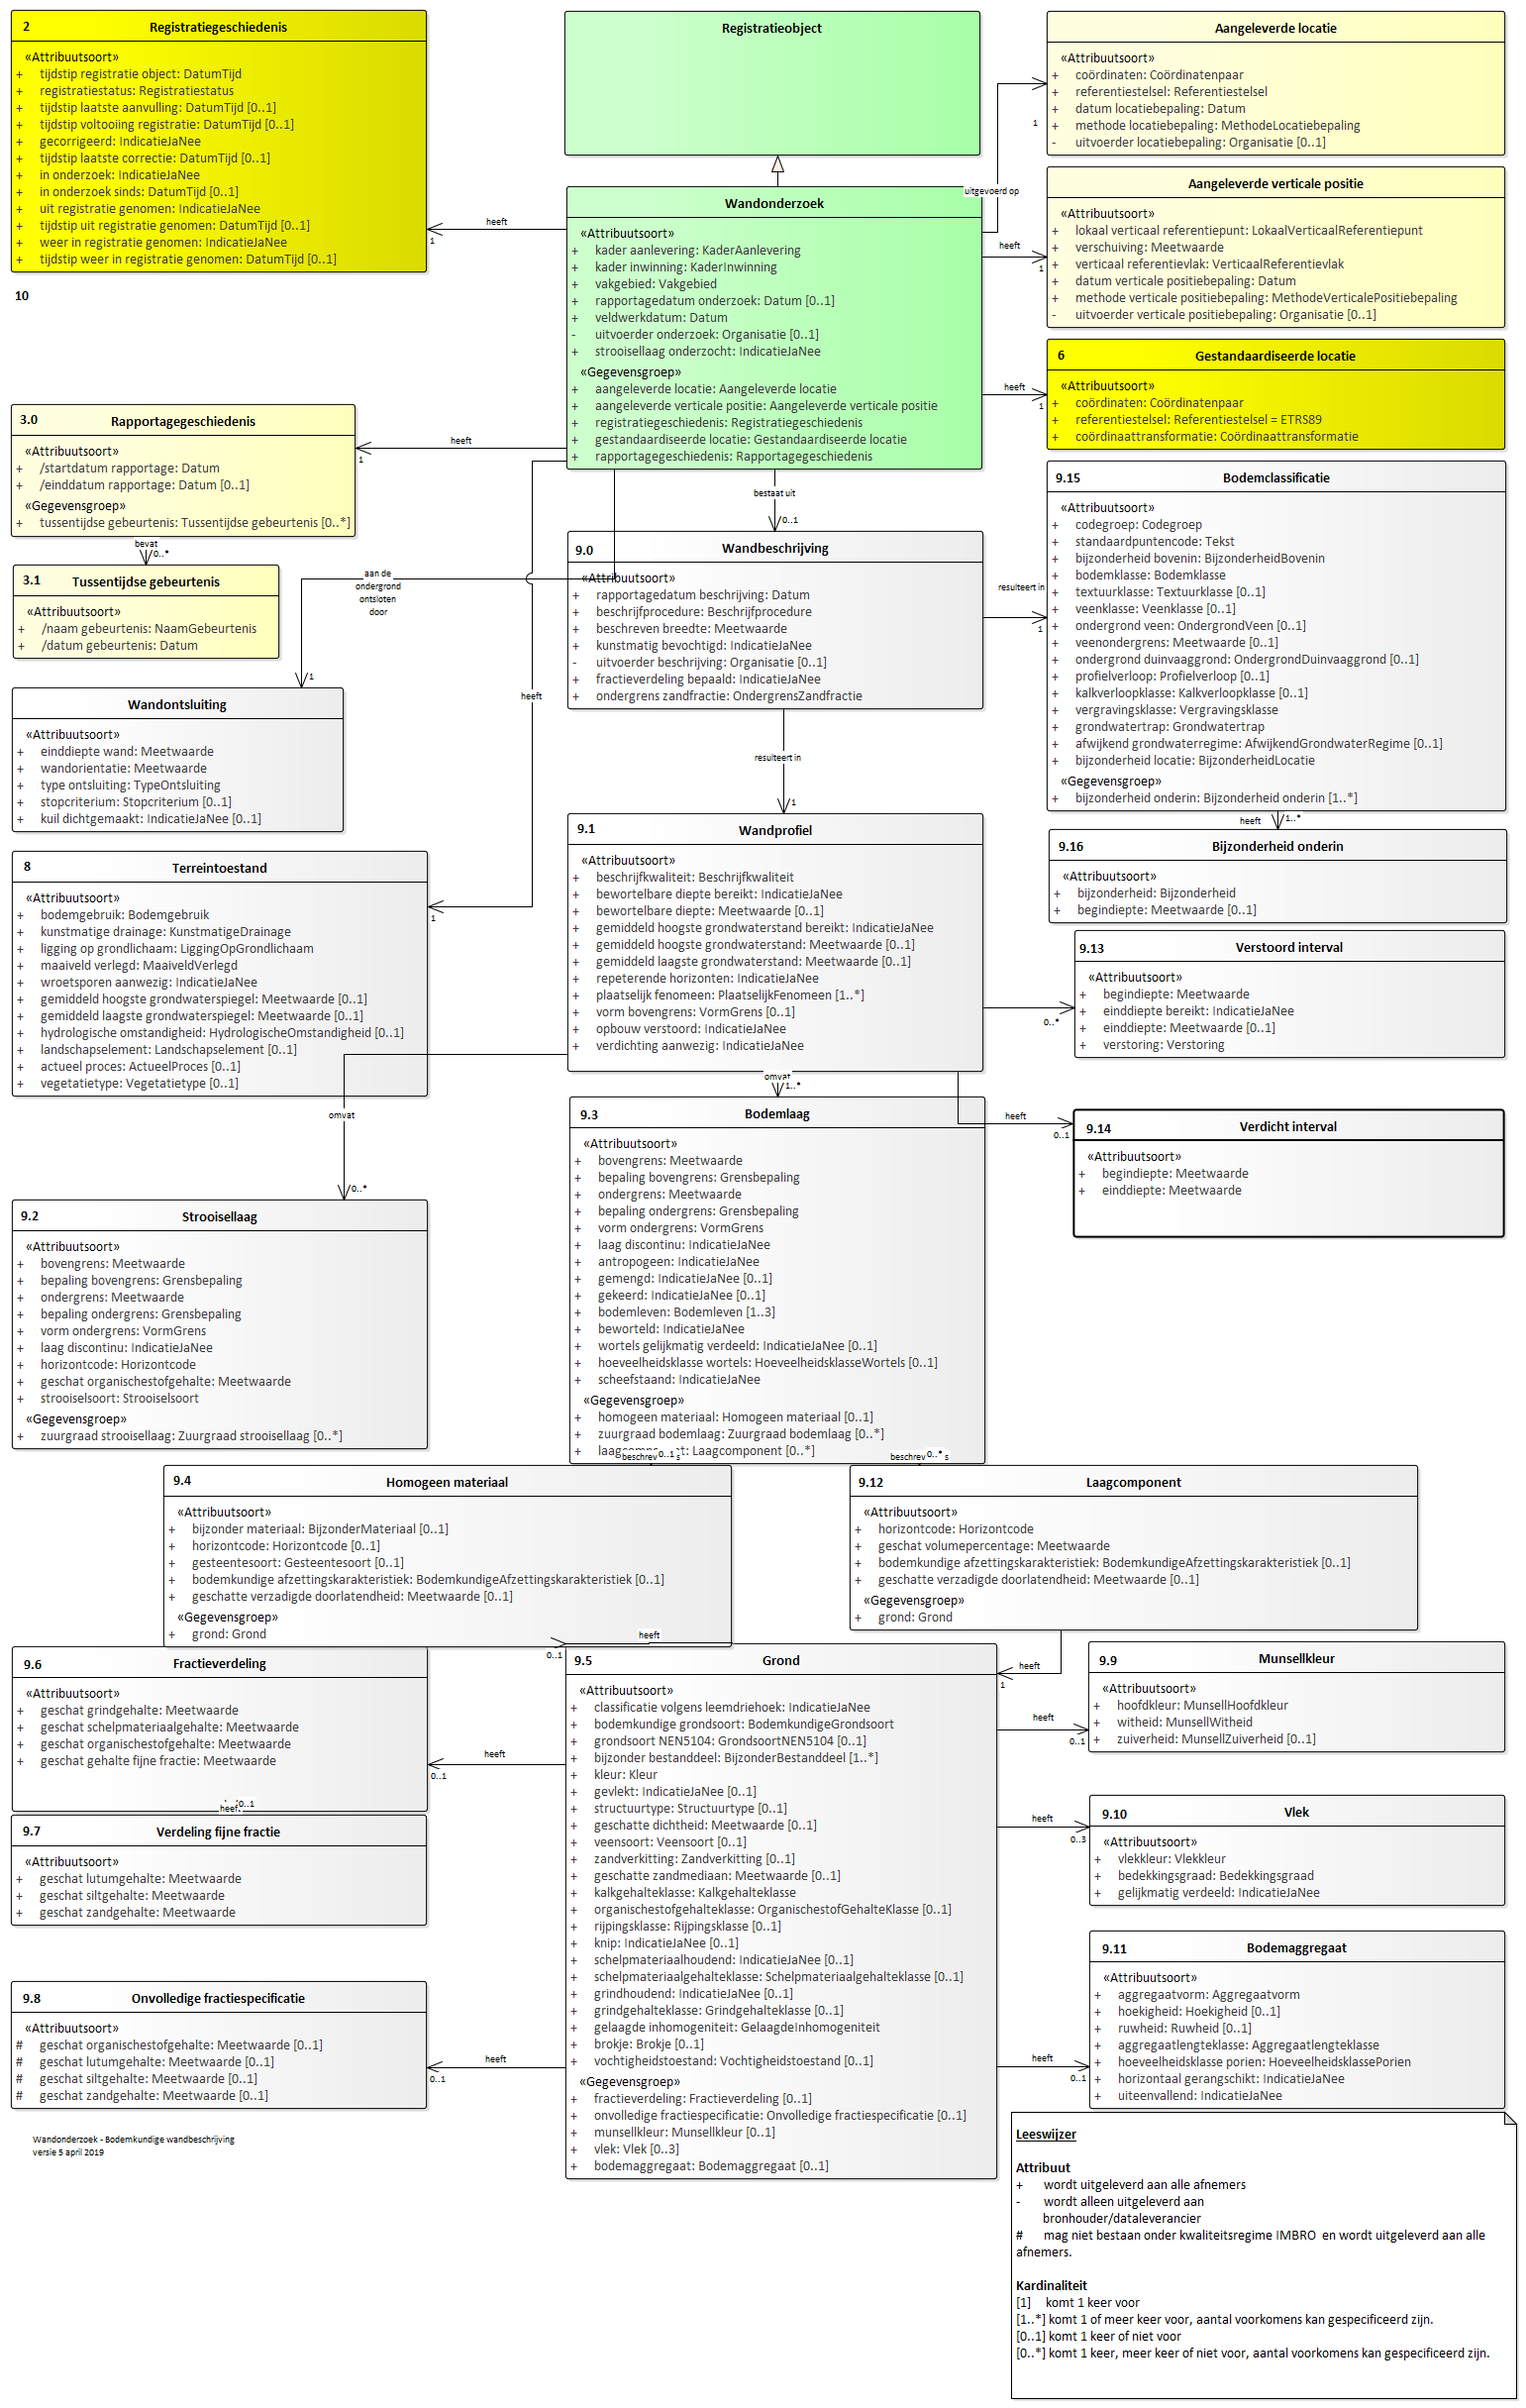 2 Registratiegeschiedenis
«Attribuutsoort»
+ tijdstip registratie object: DatumTijd
+ registratiestatus: Registratiestatus
+ tijdstip laatste aanvulling: DatumTijd [0..1]
+ tijdstip voltooiing registratie: DatumTijd [0..1]
+ gecorrigeerd: IndicatieJaNee
+ tijdstip laatste correctie: DatumTijd [0..1]
+ in onderzoek: IndicatieJaNee
+ in onderzoek sinds: DatumTijd [0..1]
+ uit registratie genomen: IndicatieJaNee
+ tijdstip uit registratie genomen: DatumTijd [0..1]
+ weer in registratie genomen: IndicatieJaNee
+ tijdstip weer in registratie genomen: DatumTijd [0..1]
10
Registratieobject
Wandonderzoek
«Attribuutsoort»
+ kader aanlevering: KaderAanlevering
+ kader inwinning: KaderInwinning
+ vakgebied: Vakgebied
+ rapportagedatum onderzoek: Datum [0..1]
+ veldwerkdatum: Datum
- uitvoerder onderzoek: Organisatie [0..1]
+ strooisellaag onderzocht: IndicatieJaNee
«Gegevensgroep»
+ aangeleverde locatie: Aangeleverde locatie
+ aangeleverde verticale positie: Aangeleverde verticale positie
+ registratiegeschiedenis: Registratiegeschiedenis
+ gestandaardiseerde locatie: Gestandaardiseerde locatie
+ rapportagegeschiedenis: Rapportagegeschiedenis
heeft
1
uitgevoerd op
1
heeft
1
heeft
1
heeft
1
Aangeleverde locatie
«Attribuutsoort»
+ coördinaten: Coördinatenpaar
+ referentiestelsel: Referentiestelsel
+ datum locatiebepaling: Datum
+ methode locatiebepaling: MethodeLocatiebepaling
- uitvoerder locatiebepaling: Organisatie [0..1]
Aangeleverde verticale positie
«Attribuutsoort»
+ lokaal verticaal referentiepunt: LokaalVerticaalReferentiepunt
+ verschuiving: Meetwaarde
+ verticaal referentievlak: VerticaalReferentievlak
+ datum verticale positiebepaling: Datum
+ methode verticale positiebepaling: MethodeVerticalePositiebepaling
- uitvoerder verticale positiebepaling: Organisatie [0..1]
6 Gestandaardiseerde locatie
«Attribuutsoort»
+ coördinaten: Coördinatenpaar
+ referentiestelsel: Referentiestelsel = ETRS89
+ coördinaattransformatie: Coördinaattransformatie
3.0 Rapportagegeschiedenis
«Attribuutsoort»
+ /startdatum rapportage: Datum
+ /einddatum rapportage: Datum [0..1]
«Gegevensgroep»
+ tussentijdse gebeurtenis: Tussentijdse gebeurtenis [0..*]
bevat
0..*
3.1 Tussentijdse gebeurtenis
«Attribuutsoort»
+ /naam gebeurtenis: NaamGebeurtenis
+ /datum gebeurtenis: Datum
aan de
ondergrond
ontsloten
door
1
bestaat uit
0..1
heeft
1
9.0 Wandbeschrijving
«Attribuutsoort»
+ rapportagedatum beschrijving: Datum
+ beschrijfprocedure: Beschrijfprocedure
+ beschreven breedte: Meetwaarde
+ kunstmatig bevochtigd: IndicatieJaNee
- uitvoerder beschrijving: Organisatie [0..1]
+ fractieverdeling bepaald: IndicatieJaNee
+ ondergrens zandfractie: OndergrensZandfractie
resulteert in
1
resulteert in
1
9.15 Bodemclassificatie
«Attribuutsoort»
+ codegroep: Codegroep
+ standaardpuntencode: Tekst
+ bijzonderheid bovenin: BijzonderheidBovenin
+ bodemklasse: Bodemklasse
+ textuurklasse: Textuurklasse [0..1]
+ veenklasse: Veenklasse [0..1]
+ ondergrond veen: OndergrondVeen [0..1]
+ veenondergrens: Meetwaarde [0..1]
+ ondergrond duinvaaggrond: OndergrondDuinvaaggrond [0..1]
+ profielverloop: Profielverloop [0..1]
+ kalkverloopklasse: Kalkverloopklasse [0..1]
+ vergravingsklasse: Vergravingsklasse
+ grondwatertrap: Grondwatertrap
+ afwijkend grondwaterregime: AfwijkendGrondwaterRegime [0..1]
+ bijzonderheid locatie: BijzonderheidLocatie
«Gegevensgroep»
+ bijzonderheid onderin: Bijzonderheid onderin [1..*]
heeft 1..*
9.16 Bijzonderheid onderin
«Attribuutsoort»
+ bijzonderheid: Bijzonderheid
+ begindiepte: Meetwaarde [0..1]
Wandontsluiting
«Attribuutsoort»
+ einddiepte wand: Meetwaarde
+ wandorientatie: Meetwaarde
+ type ontsluiting: TypeOntsluiting
+ stopcriterium: Stopcriterium [0..1]
+ kuil dichtgemaakt: IndicatieJaNee [0..1]
8 Terreintoestand
«Attribuutsoort»
+ bodemgebruik: Bodemgebruik
+ kunstmatige drainage: KunstmatigeDrainage
+ ligging op grondlichaam: LiggingOpGrondlichaam
+ maaiveld verlegd: MaaiveldVerlegd
+ wroetsporen aanwezig: IndicatieJaNee
+ gemiddeld hoogste grondwaterspiegel: Meetwaarde [0..1]
+ gemiddeld laagste grondwaterspiegel: Meetwaarde [0..1]
+ hydrologische omstandigheid: HydrologischeOmstandigheid [0..1]
+ landschapselement: Landschapselement [0..1]
+ actueel proces: ActueelProces [0..1]
+ vegetatietype: Vegetatietype [0..1]
9.1 Wandprofiel
«Attribuutsoort»
+ beschrijfkwaliteit: Beschrijfkwaliteit
+ bewortelbare diepte bereikt: IndicatieJaNee
+ bewortelbare diepte: Meetwaarde [0..1]
+ gemiddeld hoogste grondwaterstand bereikt: IndicatieJaNee
+ gemiddeld hoogste grondwaterstand: Meetwaarde [0..1]
+ gemiddeld laagste grondwaterstand: Meetwaarde [0..1]
+ repeterende horizonten: IndicatieJaNee
+ plaatselijk fenomeen: PlaatselijkFenomeen [1..*]
+ vorm bovengrens: VormGrens [0..1]
+ opbouw verstoord: IndicatieJaNee
+ verdichting aanwezig: IndicatieJaNee
0..*
9.13 Verstoord interval
«Attribuutsoort»
+ begindiepte: Meetwaarde
+ einddiepte bereikt: IndicatieJaNee
+ einddiepte: Meetwaarde [0..1]
+ verstoring: Verstoring
omvat
0..*
omvat
1..*
heeft
0..1
9.14 Verdicht interval
«Attribuutsoort»
+ begindiepte: Meetwaarde
+ einddiepte: Meetwaarde
9.2 Strooisellaag
«Attribuutsoort»
+ bovengrens: Meetwaarde
+ bepaling bovengrens: Grensbepaling
+ ondergrens: Meetwaarde
+ bepaling ondergrens: Grensbepaling
+ vorm ondergrens: VormGrens
+ laag discontinu: IndicatieJaNee
+ horizontcode: Horizontcode
+ geschat organischestofgehalte: Meetwaarde
+ strooiselsoort: Strooiselsoort
«Gegevensgroep»
+ zuurgraad strooisellaag: Zuurgraad strooisellaag [0..*]
9.3 Bodemlaag
«Attribuutsoort»
+ bovengrens: Meetwaarde
+ bepaling bovengrens: Grensbepaling
+ ondergrens: Meetwaarde
+ bepaling ondergrens: Grensbepaling
+ vorm ondergrens: VormGrens
+ laag discontinu: IndicatieJaNee
+ antropogeen: IndicatieJaNee
+ gemengd: IndicatieJaNee [0..1]
+ gekeerd: IndicatieJaNee [0..1]
+ bodemleven: Bodemleven [1..3]
+ beworteld: IndicatieJaNee
+ wortels gelijkmatig verdeeld: IndicatieJaNee [0..1]
+ hoeveelheidsklasse wortels: HoeveelheidsklasseWortels [0..1]
+ scheefstaand: IndicatieJaNee
«Gegevensgroep»
+ homogeen materiaal: Homogeen materiaal [0..1]
+ zuurgraad bodemlaag: Zuurgraad bodemlaag [0..*]
+ Laagcomponent [0..*]
beschrev 0..1 s
beschrev 0..* s
9.4 Homogeen materiaal
«Attribuutsoort»
+ bijzonder materiaal: BijzonderMateriaal [0..1]
+ horizontcode: Horizontcode [0..1]
+ gesteentesoort: Gesteentesoort [0..1]
+ bodemkundige afzettingskarakteristiek: BodemkundigeAfzettingskarakteristiek [0..1]
+ geschatte verzadigde doorlatendheid: Meetwaarde [0..1]
«Gegevensgroep»
+ grond: Grond
9.12 Laagcomponent
«Attribuutsoort»
+ horizontcode: Horizontcode
+ geschat volumepercentage: Meetwaarde
+ bodemkundige afzettingskarakteristiek: BodemkundigeAfzettingskarakteristiek [0..1]
+ geschatte verzadigde doorlatendheid: Meetwaarde [0..1]
«Gegevensgroep»
+ grond: Grond
heeft
0..1
heeft
1
9.6 Fractieverdeling
«Attribuutsoort»
+ geschat grindgehalte: Meetwaarde
+ geschat schelpmateriaalgehalte: Meetwaarde
+ geschat organischestofgehalte: Meetwaarde
+ geschat gehalte fijne fractie: Meetwaarde
heeft 0..1
9.7 Verdeling fijne fractie
«Attribuutsoort»
+ geschat lutumgehalte: Meetwaarde
+ geschat siltgehalte: Meetwaarde
+ geschat zandgehalte: Meetwaarde
9.8 Onvolledige fractiespecificatie
«Attribuutsoort»
# geschat organischestofgehalte: Meetwaarde [0..1]
# geschat lutumgehalte: Meetwaarde [0..1]
# geschat siltgehalte: Meetwaarde [0..1]
# geschat zandgehalte: Meetwaarde [0..1]
heeft
0..1
heeft
0..1
9.5 Grond
«Attribuutsoort»
+ classificatie volgens leemdriehoek: IndicatieJaNee
+ bodemkundige grondsoort: BodemkundigeGrondsoort
+ grondsoort NEN5104: GrondsoortNEN5104 [0..1]
+ bijzonder bestanddeel: BijzonderBestanddeel [1..*]
+ kleur: Kleur
+ gevlekt: IndicatieJaNee [0..1]
+ structuurtype: Structuurtype [0..1]
+ geschatte dichtheid: Meetwaarde [0..1]
+ veensoort: Veensoort [0..1]
+ zandverkitting: Zandverkitting [0..1]
+ geschatte zandmediaan: Meetwaarde [0..1]
+ kalkgehalteklasse: Kalkgehalteklasse
+ organischestofgehalteklasse: OrganischestofGehalteKlasse [0..1]
+ rijpingsklasse: Rijpingsklasse [0..1]
+ knip: IndicatieJaNee [0..1]
+ schelpmateriaalhoudend: IndicatieJaNee [0..1]
+ schelpmateriaalgehalteklasse: Schelpmateriaalgehalteklasse [0..1]
+ grindhoudend: IndicatieJaNee [0..1]
+ grindgehalteklasse: Grindgehalteklasse [0..1]
+ gelaagde inhomogeniteit: GelaagdeInhomogeniteit
+ brokje: Brokje [0..1]
+ vochtigheidstoestand: Vochtigheidstoestand [0..1]
«Gegevensgroep»
+ fractieverdeling: Fractieverdeling [0..1]
+ onvolledige fractiespecificatie: Onvolledige fractiespecificatie [0..1]
+ munsellkleur: Munsellkleur [0..1]
+ vlek: Vlek [0..3]
+ bodemaggregaat: Bodemaggregaat [0..1]
heeft
0..1
heeft
0..3
heeft
0..1
9.9 Munsellkleur
«Attribuutsoort»
+ hoofdkleur: MunsellHoofdkleur
+ witheid: MunsellWitheid
+ zuiverheid: MunsellZuiverheid [0..1]
9.10 Vlek
«Attribuutsoort»
+ vlekkleur: Vlekkleur
+ bedekkingsgraad: Bedekkingsgraad
+ gelijkmatig verdeeld: IndicatieJaNee
9.11 Bodemaggregaat
«Attribuutsoort»
+ aggregaatvorm: Aggregaatvorm
+ hoekigheid: Hoekigheid [0..1]
+ ruwheid: Ruwheid [0..1]
+ aggregaatlengteklasse: Aggregaatlengteklasse
+ hoeveelheidsklasse porien: HoeveelheidsklassePorien
+ horizontaal gerangschikt: IndicatieJaNee
+ uiteenvallend: IndicatieJaNee
Wandonderzoek - Bodemkundige wandbeschrijving
versie 5 april 2019
Leeswijzer
Attribuut
+ wordt uitgeleverd aan alle afnemers
- wordt alleen uitgeleverd aan
bronhouder/dataleverancier
# mag niet bestaan onder kwaliteitsregime IMBRO en wordt uitgeleverd aan alle
afnemers.
Kardinaliteit
[1] komt 1 keer voor
[1..*] komt 1 of meer keer voor, aantal voorkomens kan gespecificeerd zijn.
[0..1] komt 1 keer of niet voor
[0..*] komt 1 keer, meer keer of niet voor, aantal voorkomens kan gespecificeerd zijn.